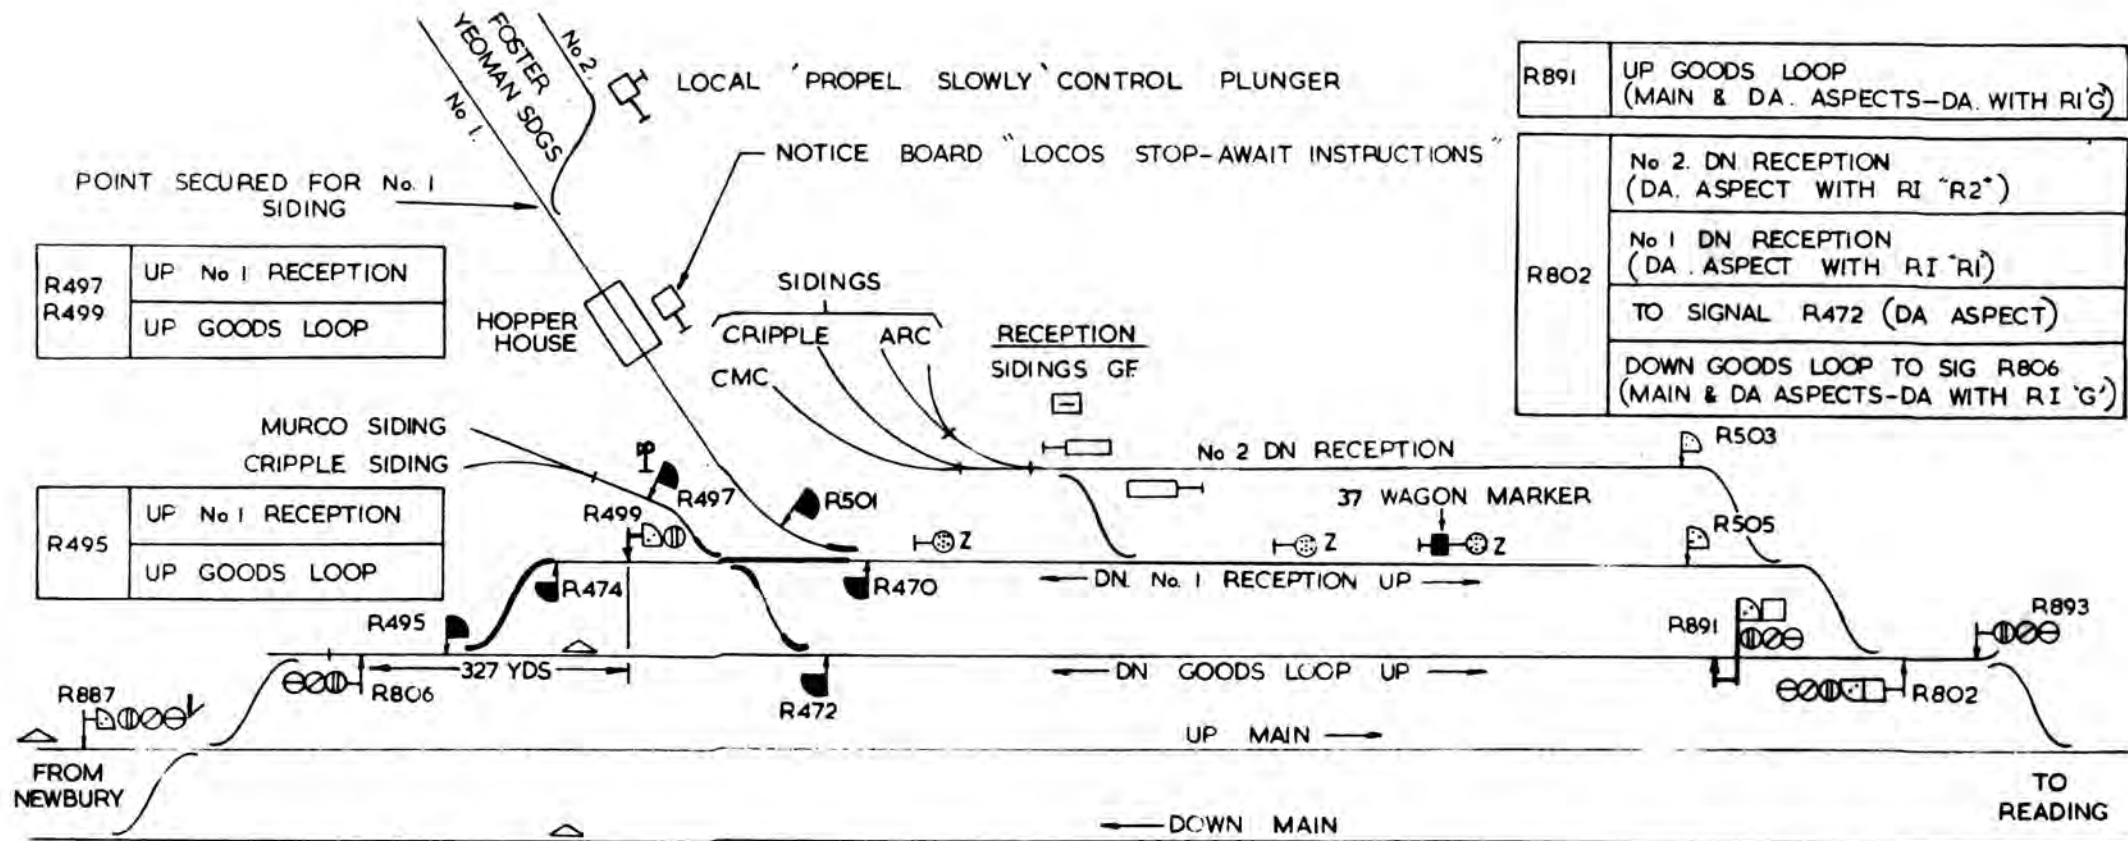 FOSTER
YEOMAN SDGS
No 2.
No 1.
LOCAL 'PROPEL SLOWLY' CONTROL PLUNGER
NOTICE BOARD "LOCOS STOP-AWAIT INSTRUCTIONS"
POINT SECURED FOR No. 1
SIDING
R891
UP GOODS LOOP
(MAIN & DA. ASPECTS-DA. WITH RI 'G')
R802
No 2. DN. RECEPTION
(DA. ASPECT WITH RI "R2")
No 1 DN RECEPTION
(DA. ASPECT WITH RI "R1")
TO SIGNAL R472 (DA ASPECT)
DOWN GOODS LOOP TO SIG R806
(MAIN & DA ASPECTS-DA WITH RI 'G')
R497
R499
UP No 1 RECEPTION
UP GOODS LOOP
HOPPER
HOUSE
SIDINGS
CRIPPLE
ARC
CMC
RECEPTION
SIDINGS GF
MURCO SIDING
CRIPPLE SIDING
No 2 DN RECEPTION
R503
R495
UP No 1 RECEPTION
UP GOODS LOOP
R497
R499
R501
37 WAGON MARKER
Z
Z
Z
R505
R474
R470
DN. No. 1 RECEPTION UP
R495
R891
R893
327 YDS
DN GOODS LOOP UP
R887
R806
R472
R802
UP MAIN
FROM
NEWBURY
TO
READING
DOWN MAIN